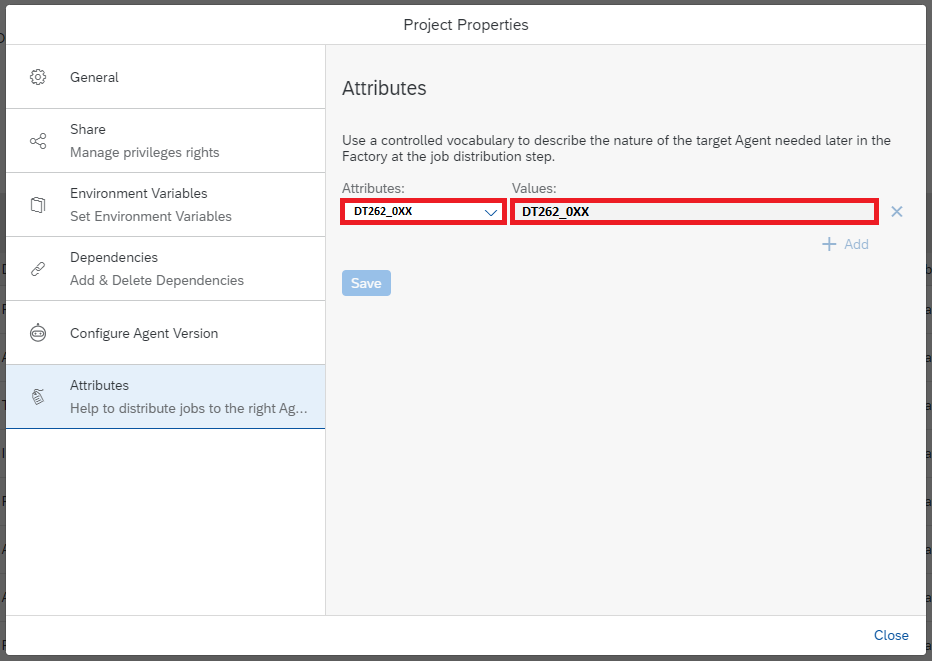 Project Properties
General
Share
Manage privileges rights
Environment Variables
Set Environment Variables
Dependencies
Add & Delete Dependencies
Configure Agent Version
Attributes
Help to distribute jobs to the right Ag...
Attributes
Use a controlled vocabulary to describe the nature of the target Agent needed later in the
Factory at the job distribution step.
Attributes: Values:
DT262_0XX DT262_0XX
Add
Save
Close